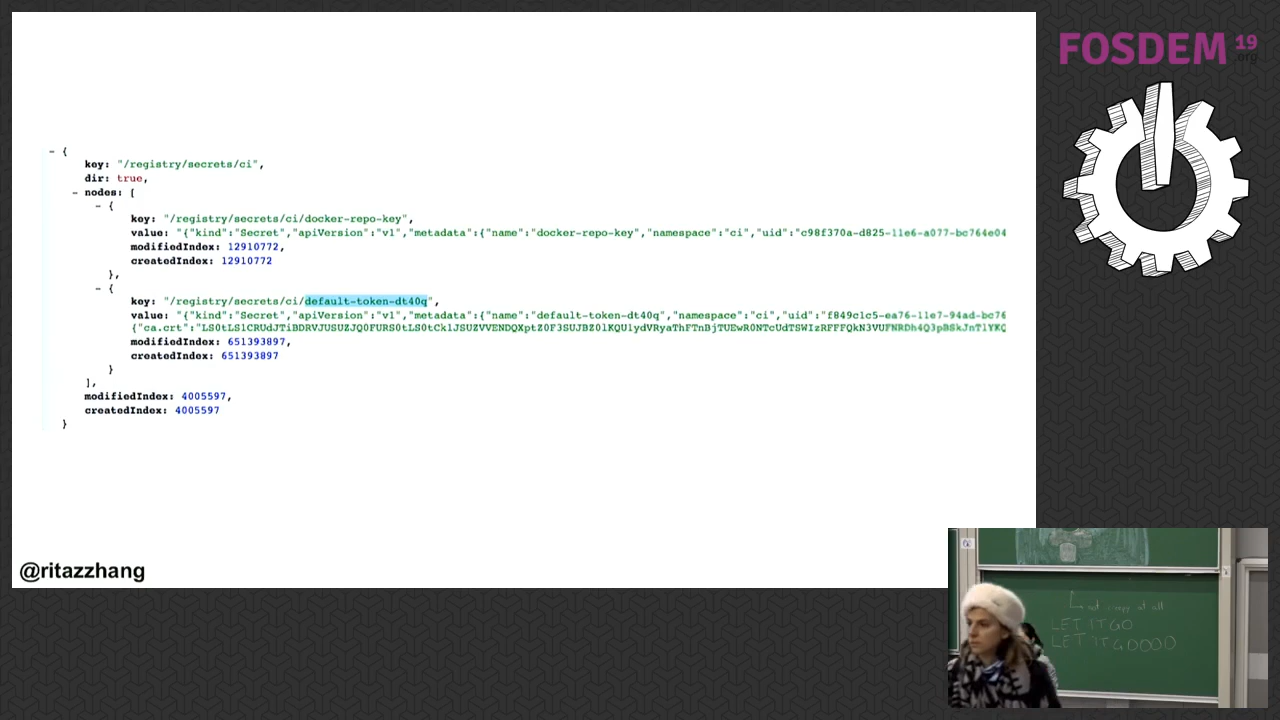 FOSDEM 19
.org
- {
key: "/registry/secrets/ci",
dir: true,
- nodes: [
- {
key: "/registry/secrets/ci/docker-repo-key",
value: "{"kind":"Secret","apiVersion":"v1","metadata":{"name":"docker-repo-key","namespace":"ci","uid":"c98f370a-d825-11e6-a077-bc764e04
modifiedIndex: 12910772,
createdIndex: 12910772
},
- {
key: "/registry/secrets/ci/default-token-dt40q",
value: "{"kind":"Secret","apiVersion":"v1","metadata":{"name":"default-token-dt40q","namespace":"ci","uid":"f849c1c5-ea76-11e7-94ad-bc76
{"ca.crt":
modifiedIndex: 651393897,
createdIndex: 651393897
}
],
modifiedIndex: 4005597,
createdIndex: 4005597
}
@ritazzhang
LET IT GO
LET IT GOOOO